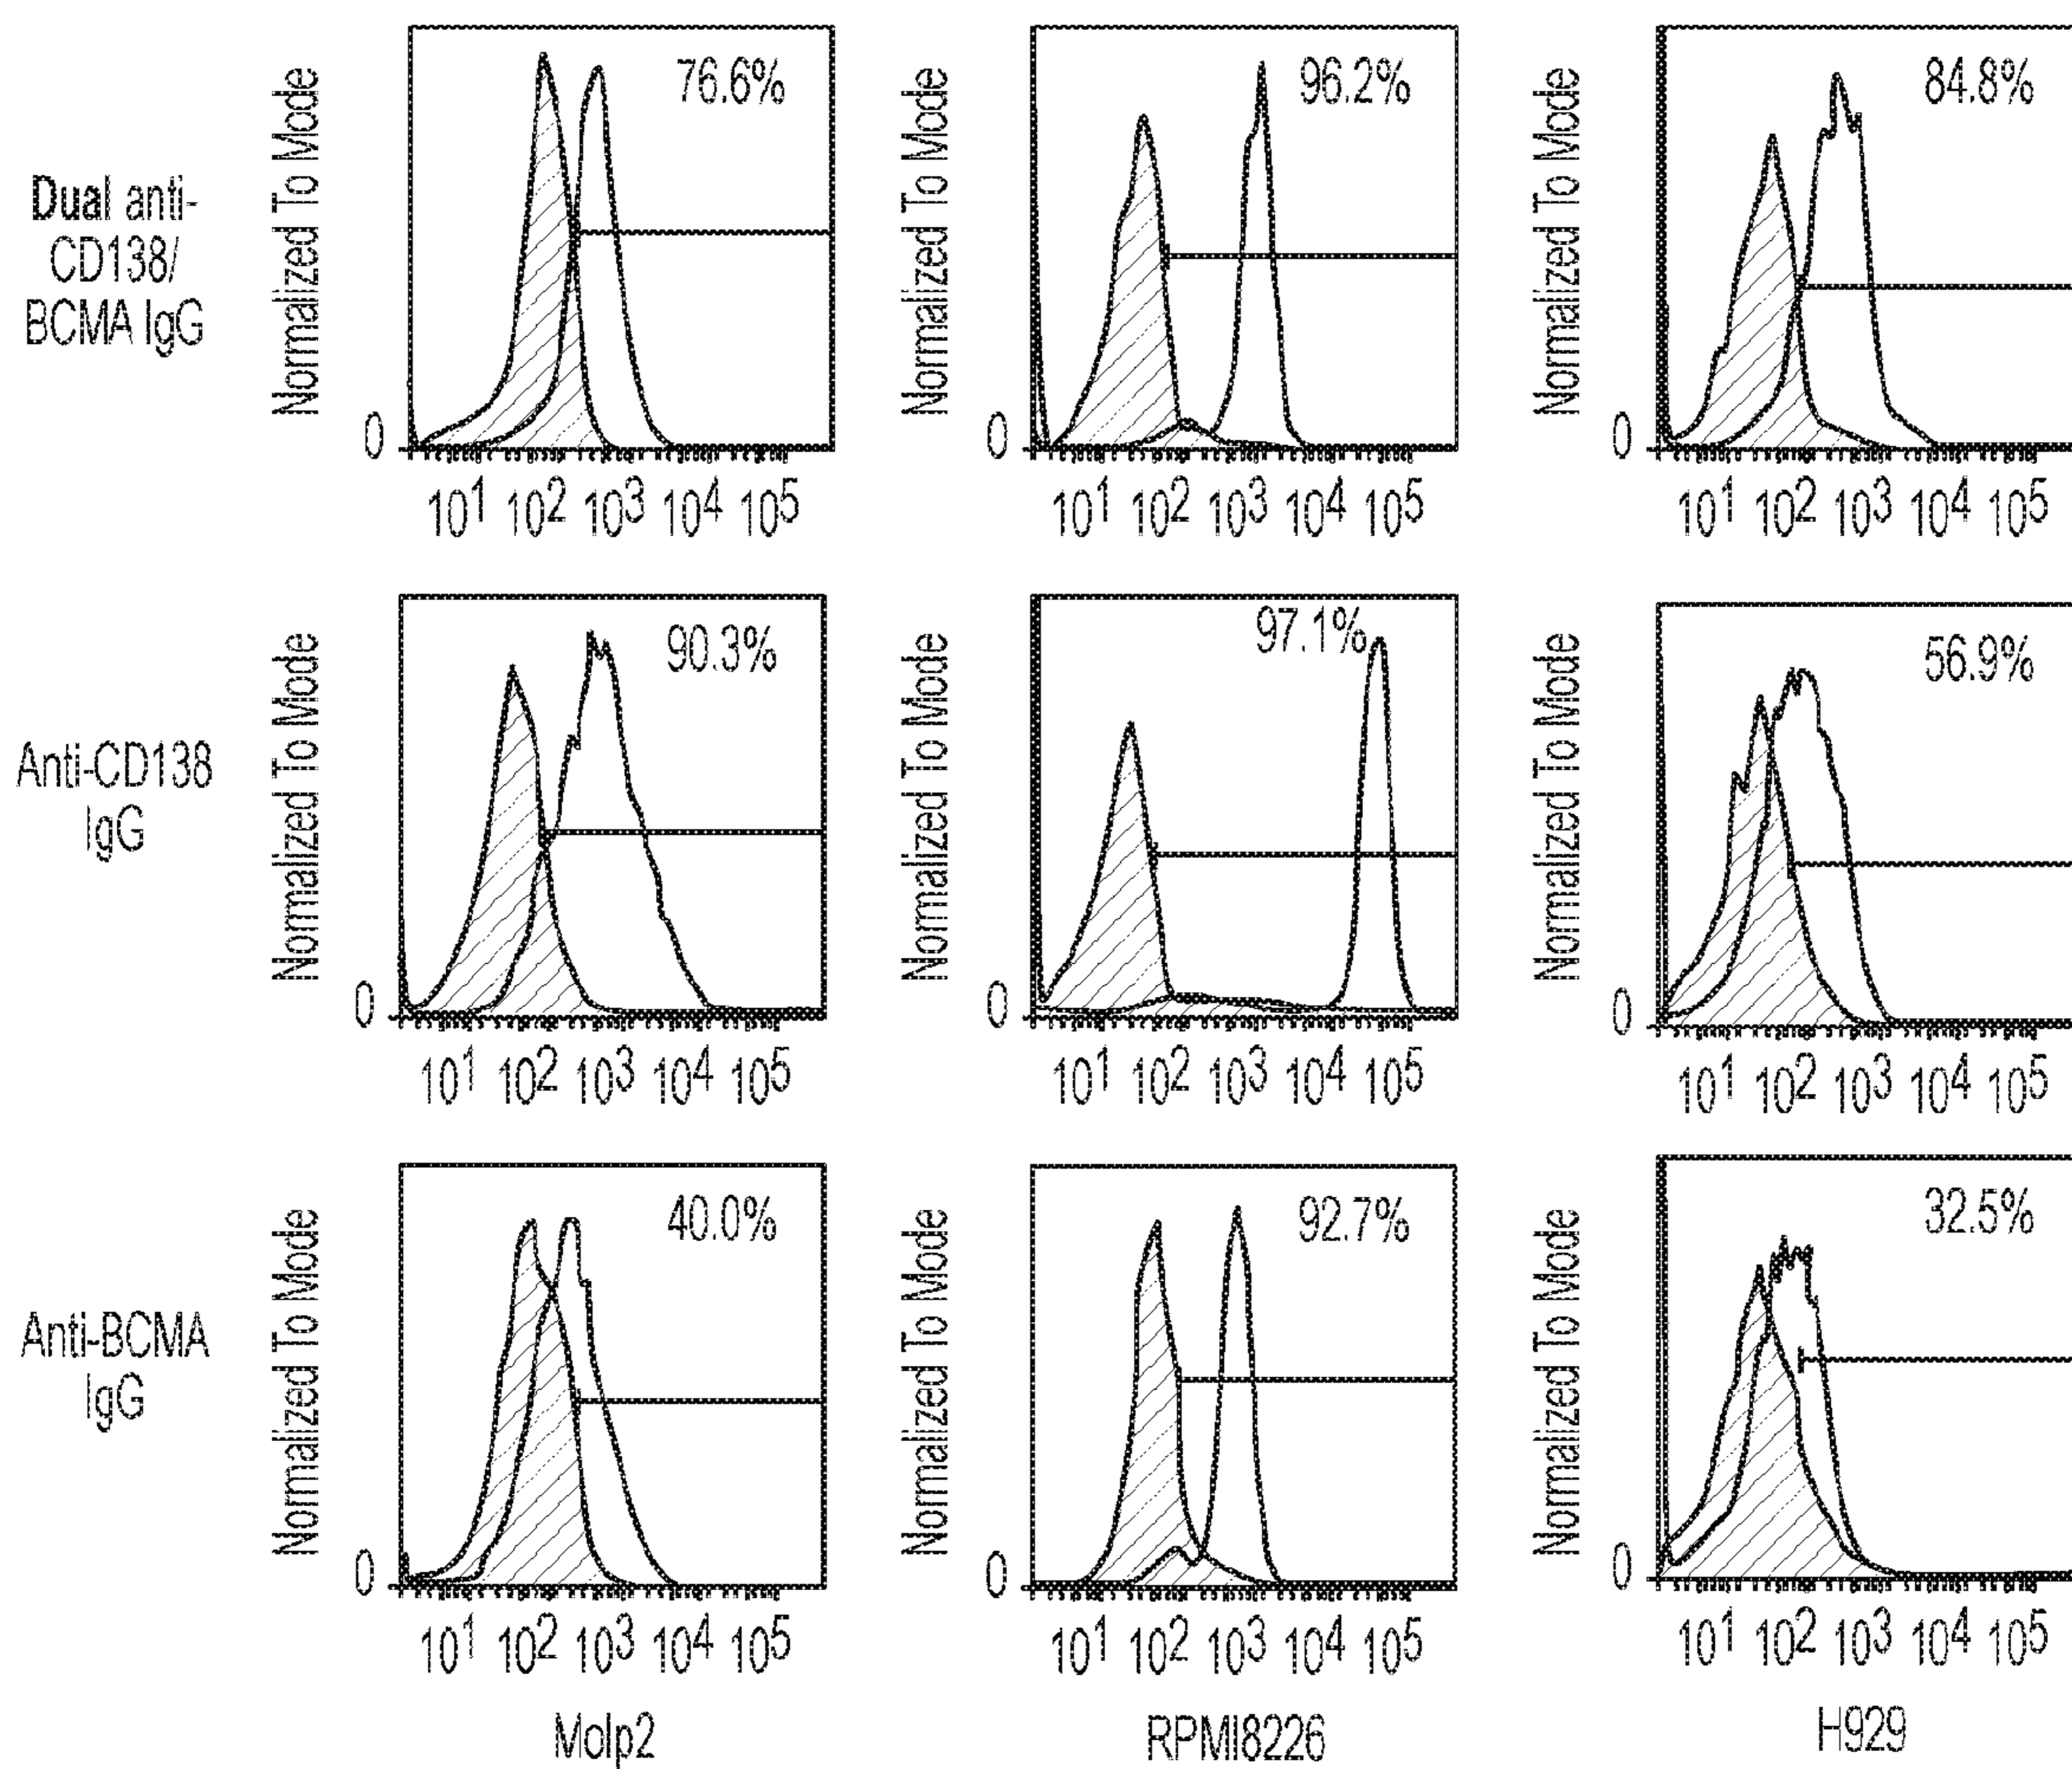 Dual anti-
CD138/
BCMA IgG
Normalized To Mode
76.6%
0
10¹ 10² 10³ 10⁴ 10⁵
Normalized To Mode
96.2%
0
10¹ 10² 10³ 10⁴ 10⁵
Normalized To Mode
84.8%
0
10¹ 10² 10³ 10⁴ 10⁵
Anti-CD138
IgG
Normalized To Mode
90.3%
0
10¹ 10² 10³ 10⁴ 10⁵
Normalized To Mode
97.1%
0
10¹ 10² 10³ 10⁴ 10⁵
Normalized To Mode
56.9%
0
10¹ 10² 10³ 10⁴ 10⁵
Anti-BCMA
IgG
Normalized To Mode
40.0%
0
10¹ 10² 10³ 10⁴ 10⁵
Normalized To Mode
92.7%
0
10¹ 10² 10³ 10⁴ 10⁵
Normalized To Mode
32.5%
0
10¹ 10² 10³ 10⁴ 10⁵
Molp2
RPMI8226
H929